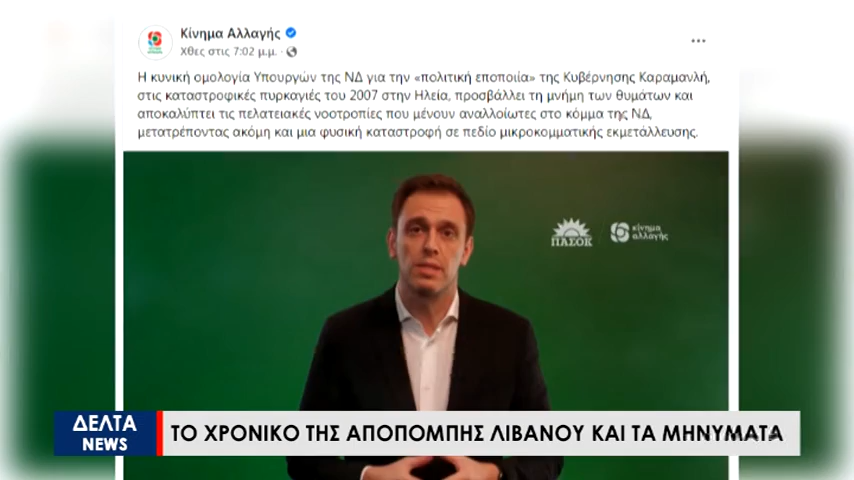 Κίνημα Αλλαγής
Χθες στις 7:02 μ.μ. ·
Η κυνική ομολογία Υπουργών της ΝΔ για την «πολιτική εποποιία» της Κυβέρνησης Καραμανλή,
στις καταστροφικές πυρκαγιές του 2007 στην Ηλεία, προσβάλλει τη μνήμη των θυμάτων και
αποκαλύπτει τις πελατειακές νοοτροπίες που μένουν αναλλοίωτες στο κόμμα της ΝΔ,
μετατρέποντας ακόμη και μια φυσική καταστροφή σε πεδίο μικροκομματικής εκμετάλλευσης.
ΠΑΣΟΚ
κίνημα
αλλαγής
ΔΕΛΤΑ
NEWS
ΤΟ ΧΡΟΝΙΚΟ ΤΗΣ ΑΠΟΠΟΜΠΗΣ ΛΙΒΑΝΟΥ ΚΑΙ ΤΑ ΜΗΝΥΜΑΤΑ